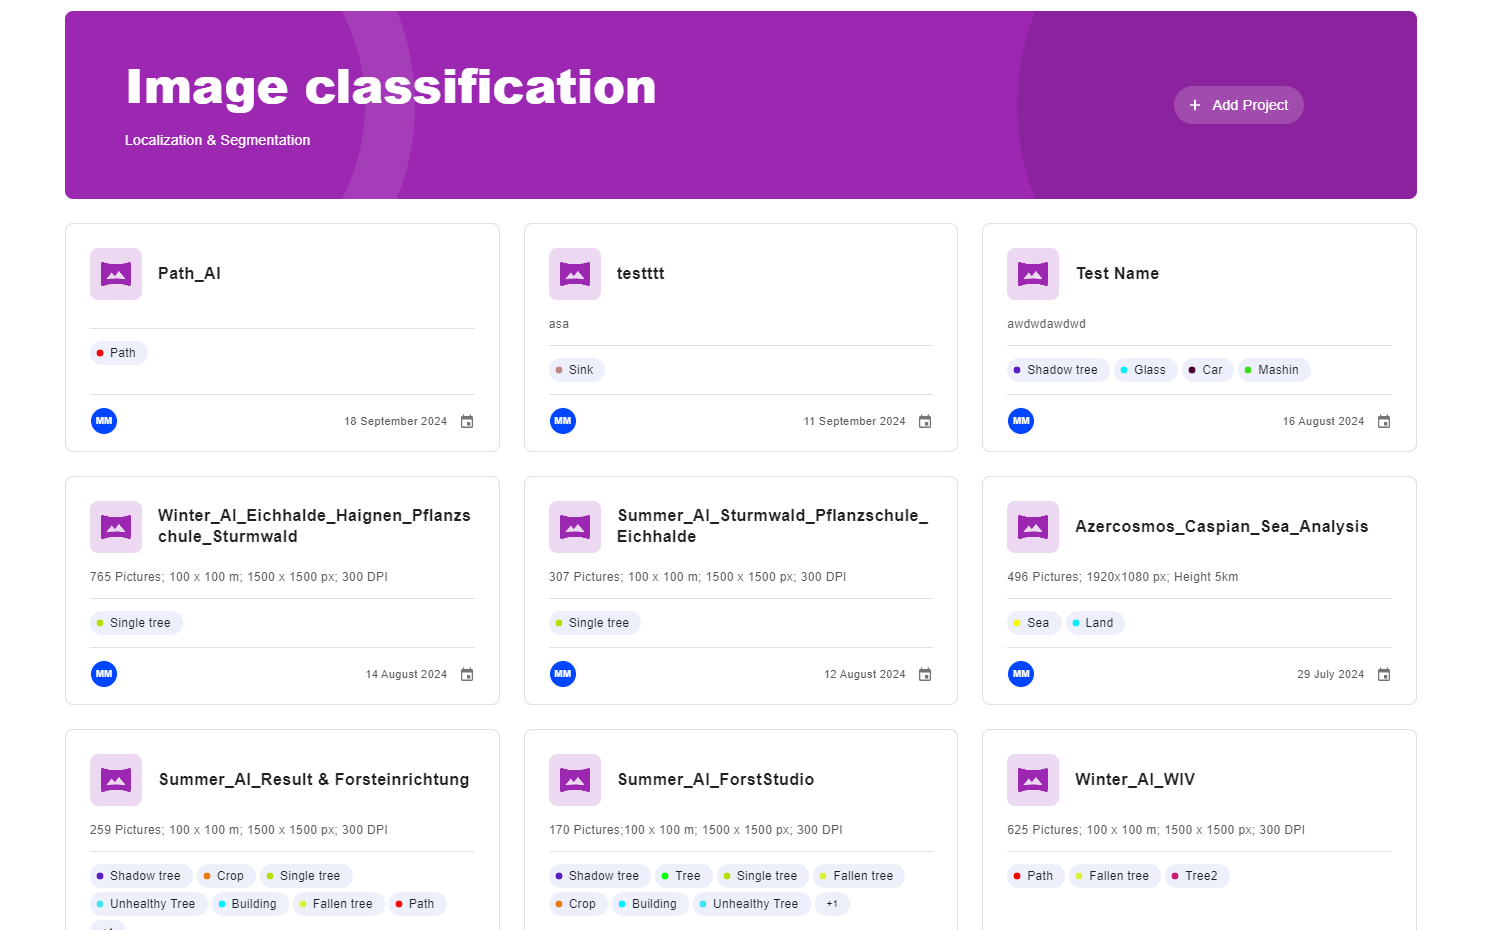 Image classification
Localization & Segmentation
+ Add Project
Path_AI
Path
MM
18 September 2024
testttt
asa
Sink
MM
11 September 2024
Test Name
awdwdawdwd
Shadow tree Glass Car Mashin
MM
16 August 2024
Winter_AI_Eichhalde_Haignen_Pflanzs
chule_Sturmwald
765 Pictures; 100 x 100 m; 1500 x 1500 px; 300 DPI
Single tree
MM
14 August 2024
Summer_AI_Sturmwald_Pflanzschule_
Eichhalde
307 Pictures; 100 x 100 m; 1500 x 1500 px; 300 DPI
Single tree
MM
12 August 2024
Azercosmos_Caspian_Sea_Analysis
496 Pictures; 1920x1080 px; Height 5km
Sea Land
MM
29 July 2024
Summer_AI_Result & Forsteinrichtung
259 Pictures; 100 x 100 m; 1500 x 1500 px; 300 DPI
Shadow tree Crop Single tree
Unhealthy Tree Building Fallen tree Path
Summer_AI_ForstStudio
170 Pictures;100 x 100 m; 1500 x 1500 px; 300 DPI
Shadow tree Tree Single tree Fallen tree
Crop Building Unhealthy Tree +1
Winter_AI_WIV
625 Pictures; 100 x 100 m; 1500 x 1500 px; 300 DPI
Path Fallen tree Tree2